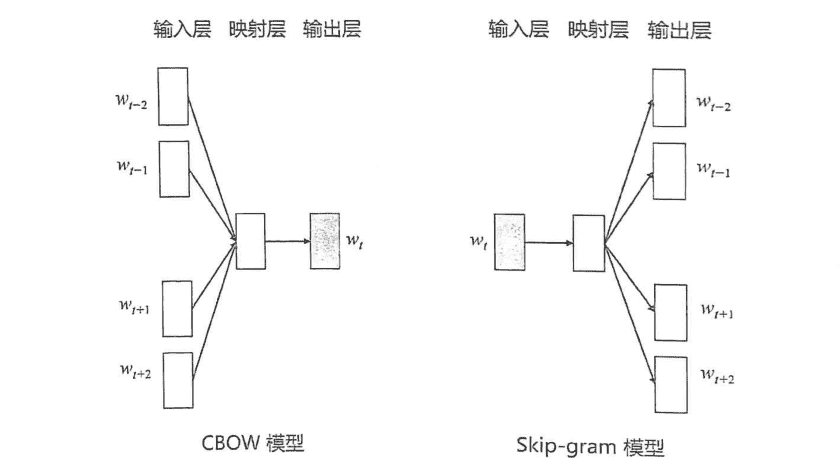 输入层 映射层 输出层
w_{t-2}
w_{t-1}
w_t
w_{t+1}
w_{t+2}
CBOW 模型
输入层 映射层 输出层
w_{t-2}
w_{t-1}
w_t
w_{t+1}
w_{t+2}
Skip-gram 模型